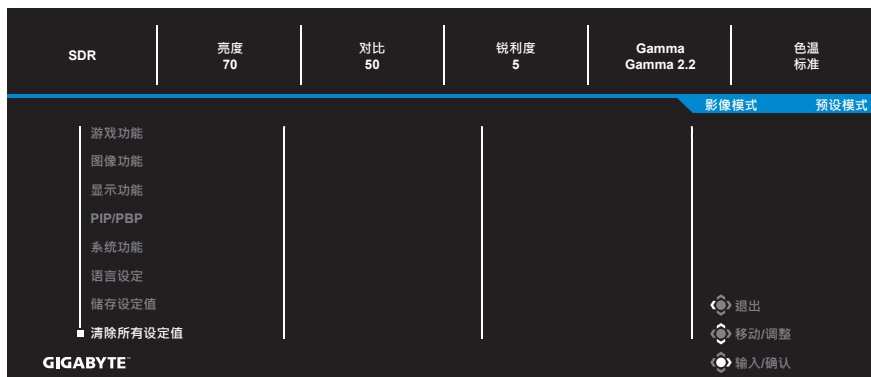 SDR
亮度
70
对比
50
锐利度
5
Gamma
Gamma 2.2
色温
标准
影像模式 预设模式
游戏功能
图像功能
显示功能
PIP/PBP
系统功能
语言设定
储存设定值
清除所有设定值
退出
移动/调整
输入/确认
GIGABYTE™